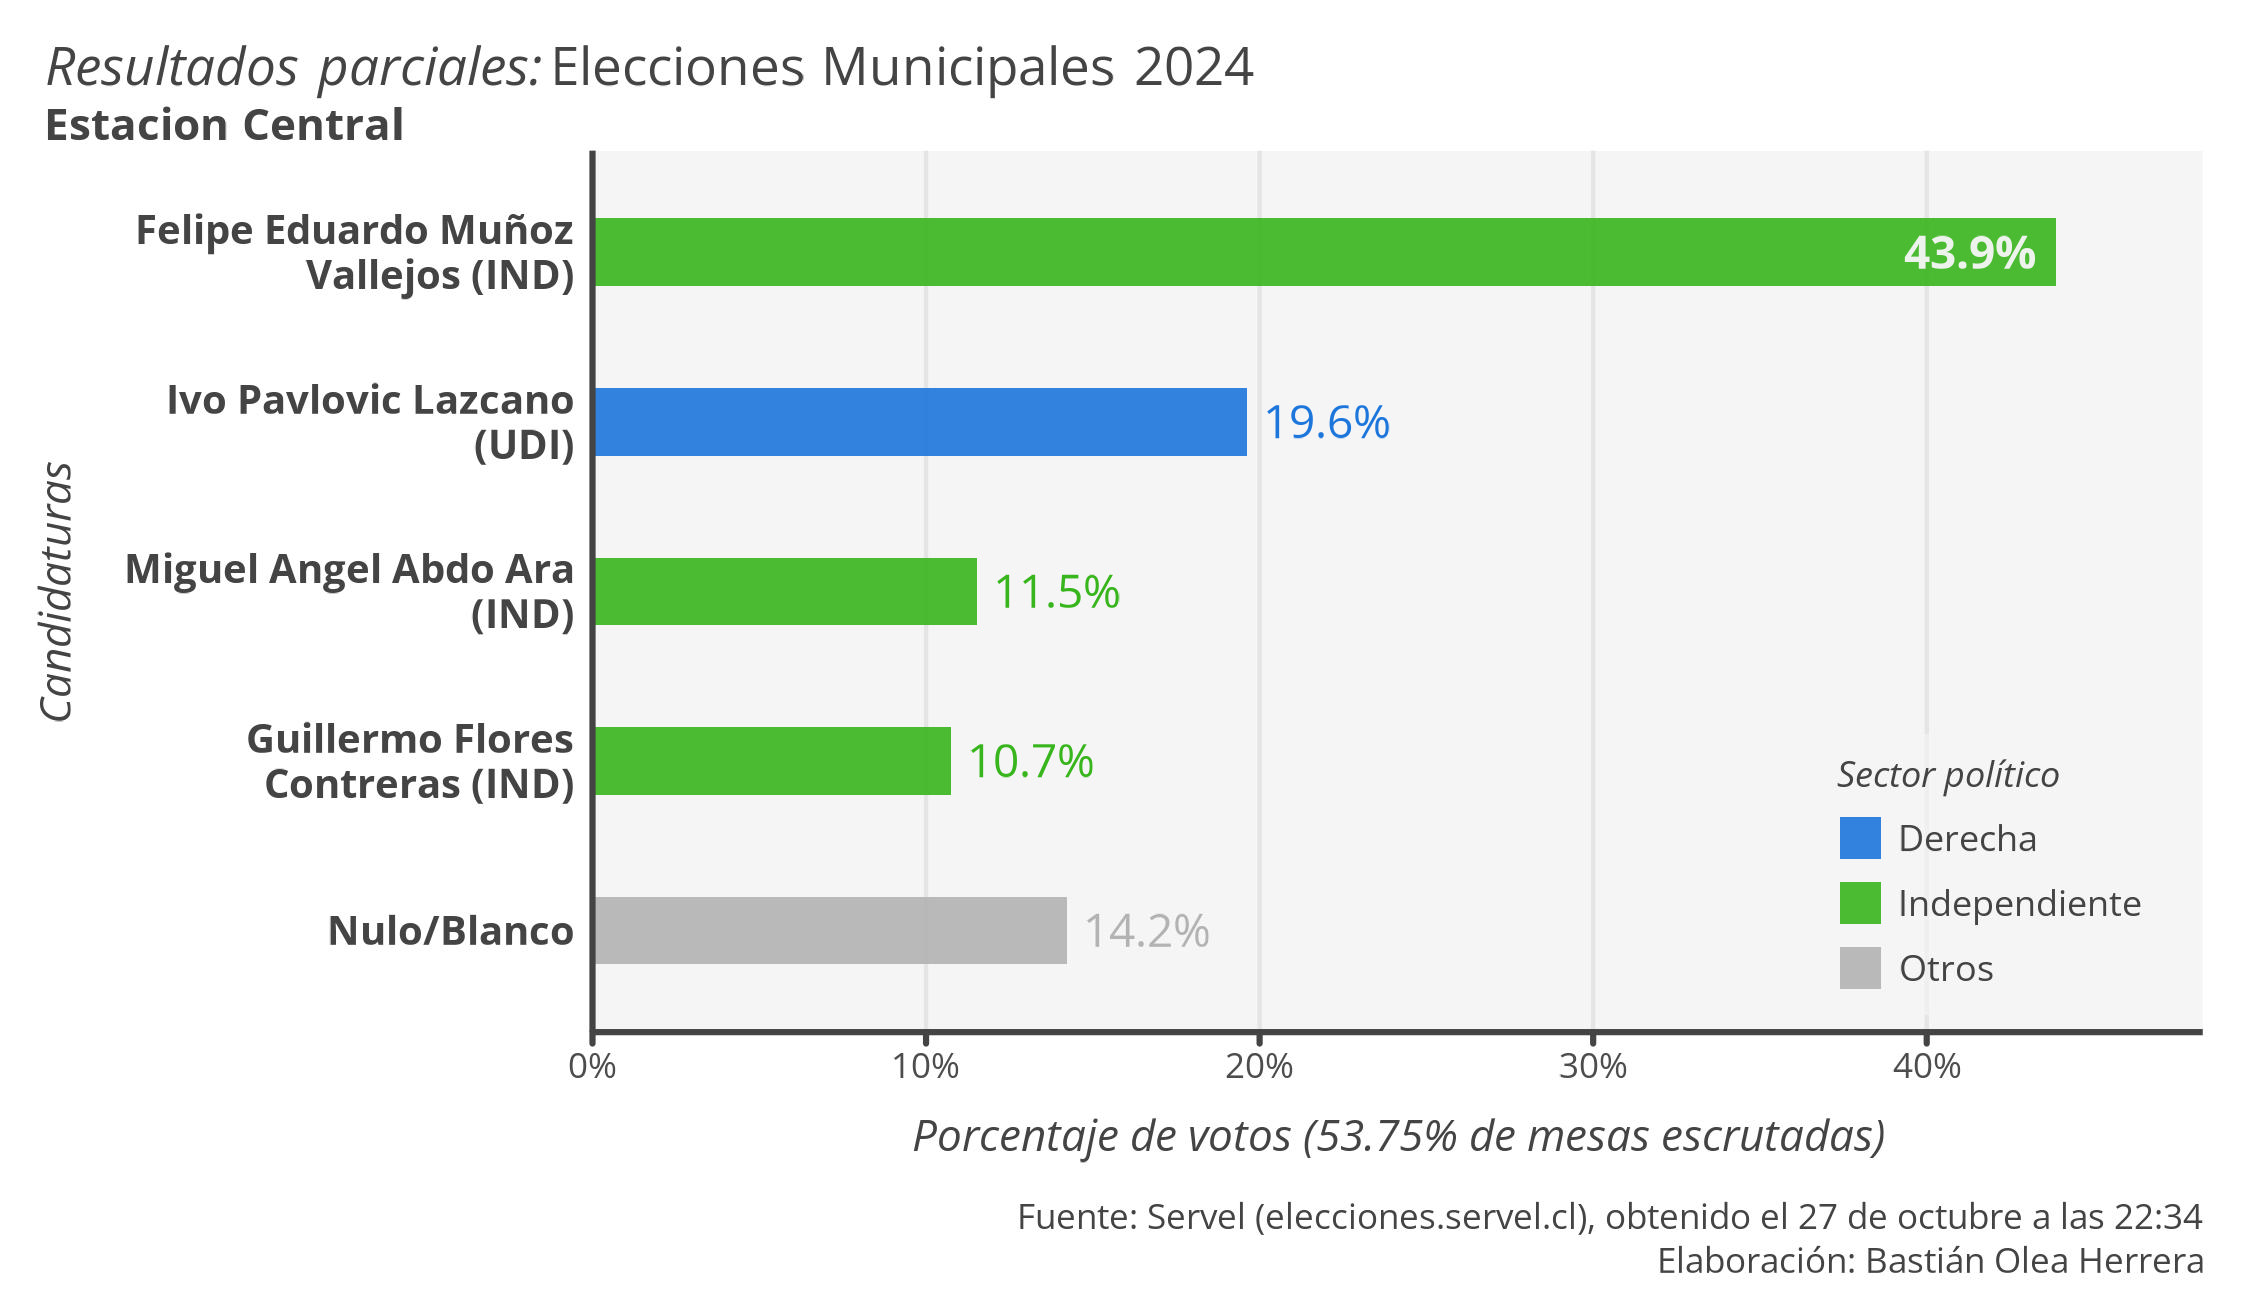 Resultados parciales: Elecciones Municipales 2024
Estacion Central
Candidaturas
Felipe Eduardo Muñoz
Vallejos (IND)
43.9%
Ivo Pavlovic Lazcano
(UDI)
19.6%
Miguel Angel Abdo Ara
(IND)
11.5%
Guillermo Flores
Contreras (IND)
10.7%
Nulo/Blanco
14.2%
Sector político
Derecha
Independiente
Otros
0% 10% 20% 30% 40%
Porcentaje de votos (53.75% de mesas escrutadas)
Fuente: Servel (elecciones.servel.cl), obtenido el 27 de octubre a las 22:34
Elaboración: Bastián Olea Herrera